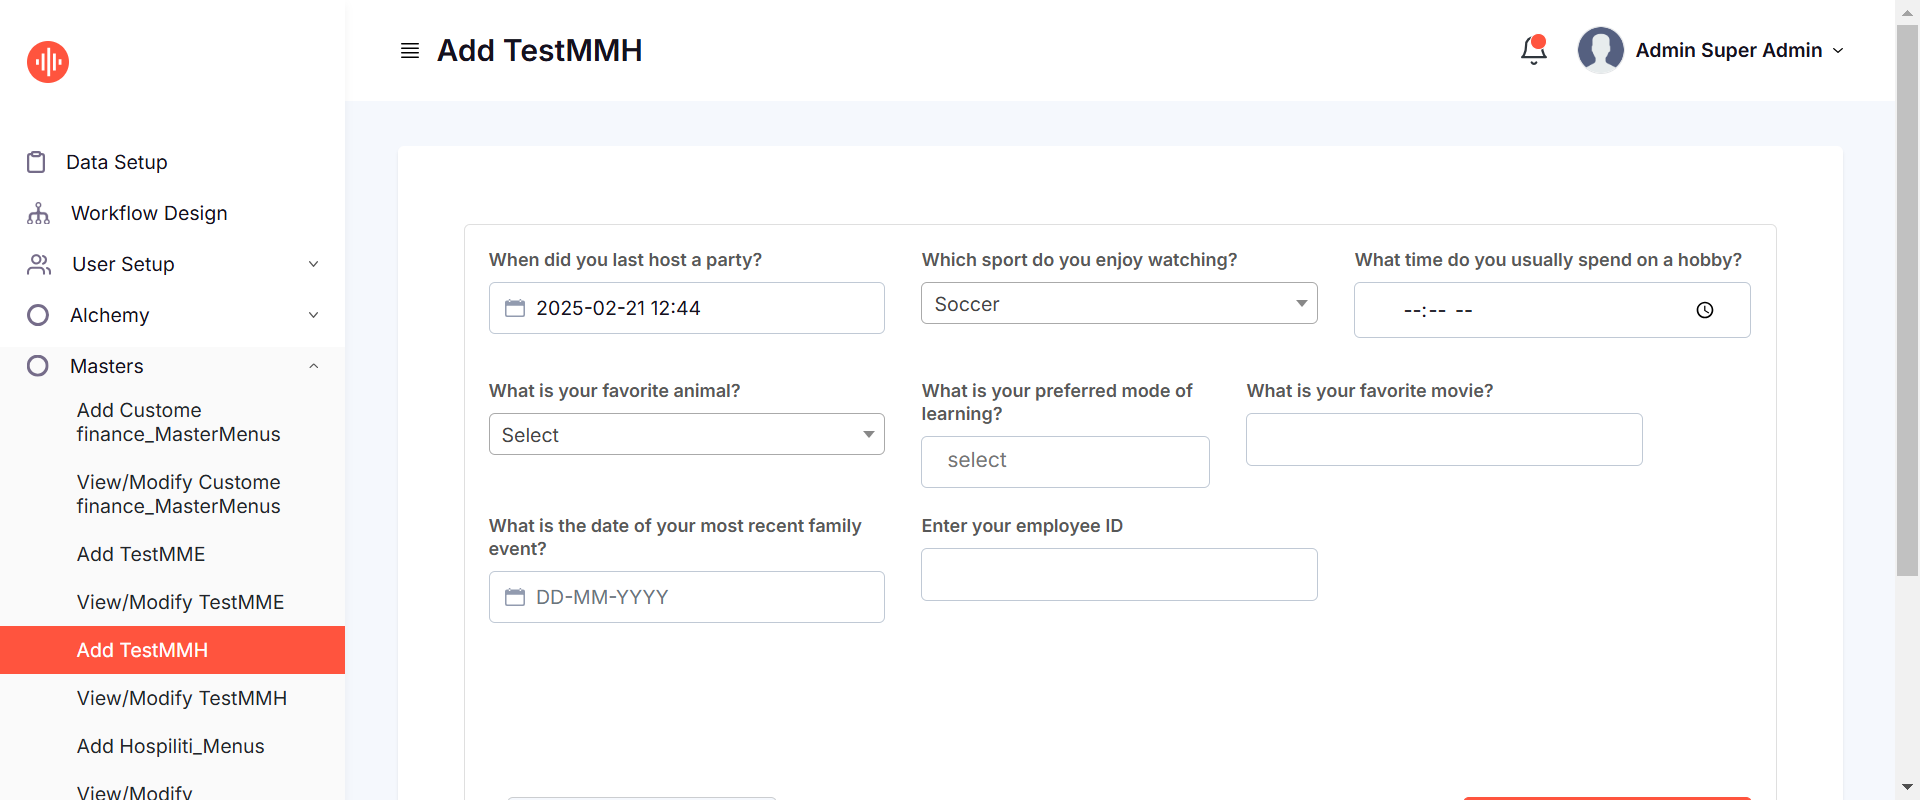 Add TestMMH
Admin Super Admin
Data Setup
Workflow Design
User Setup
Alchemy
Masters
Add Custome
finance_MasterMenus
View/Modify Custome
finance_MasterMenus
Add TestMME
View/Modify TestMME
Add TestMMH
View/Modify TestMMH
Add Hospiliti_Menus
View/Modify
When did you last host a party?
2025-02-21 12:44
Which sport do you enjoy watching?
Soccer
What time do you usually spend on a hobby?
--:-- --
What is your favorite animal?
Select
What is your preferred mode of
learning?
select
What is your favorite movie?
What is the date of your most recent family
event?
DD-MM-YYYY
Enter your employee ID